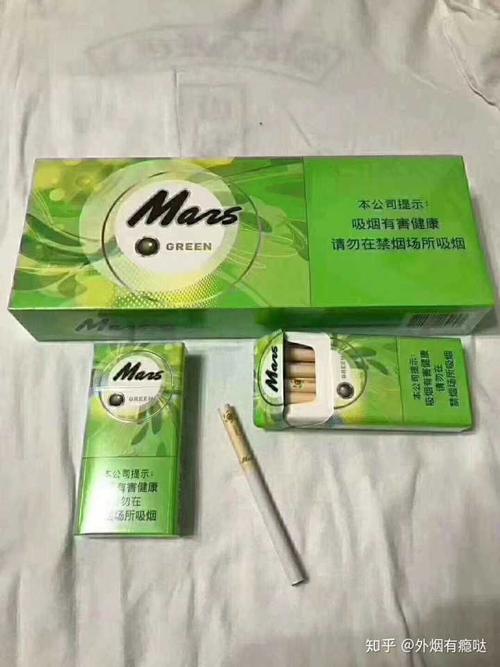 Mars
GREEN
本公司提示:
吸烟有害健康
请勿在禁烟场所吸烟
Mars
Mars
GREEN
本公司提示:
有害健康
勿在
场所吸烟
Mars
本公司提示:
吸烟有害健康
请勿在
禁烟场所吸烟
知乎 @外烟有瘾哒